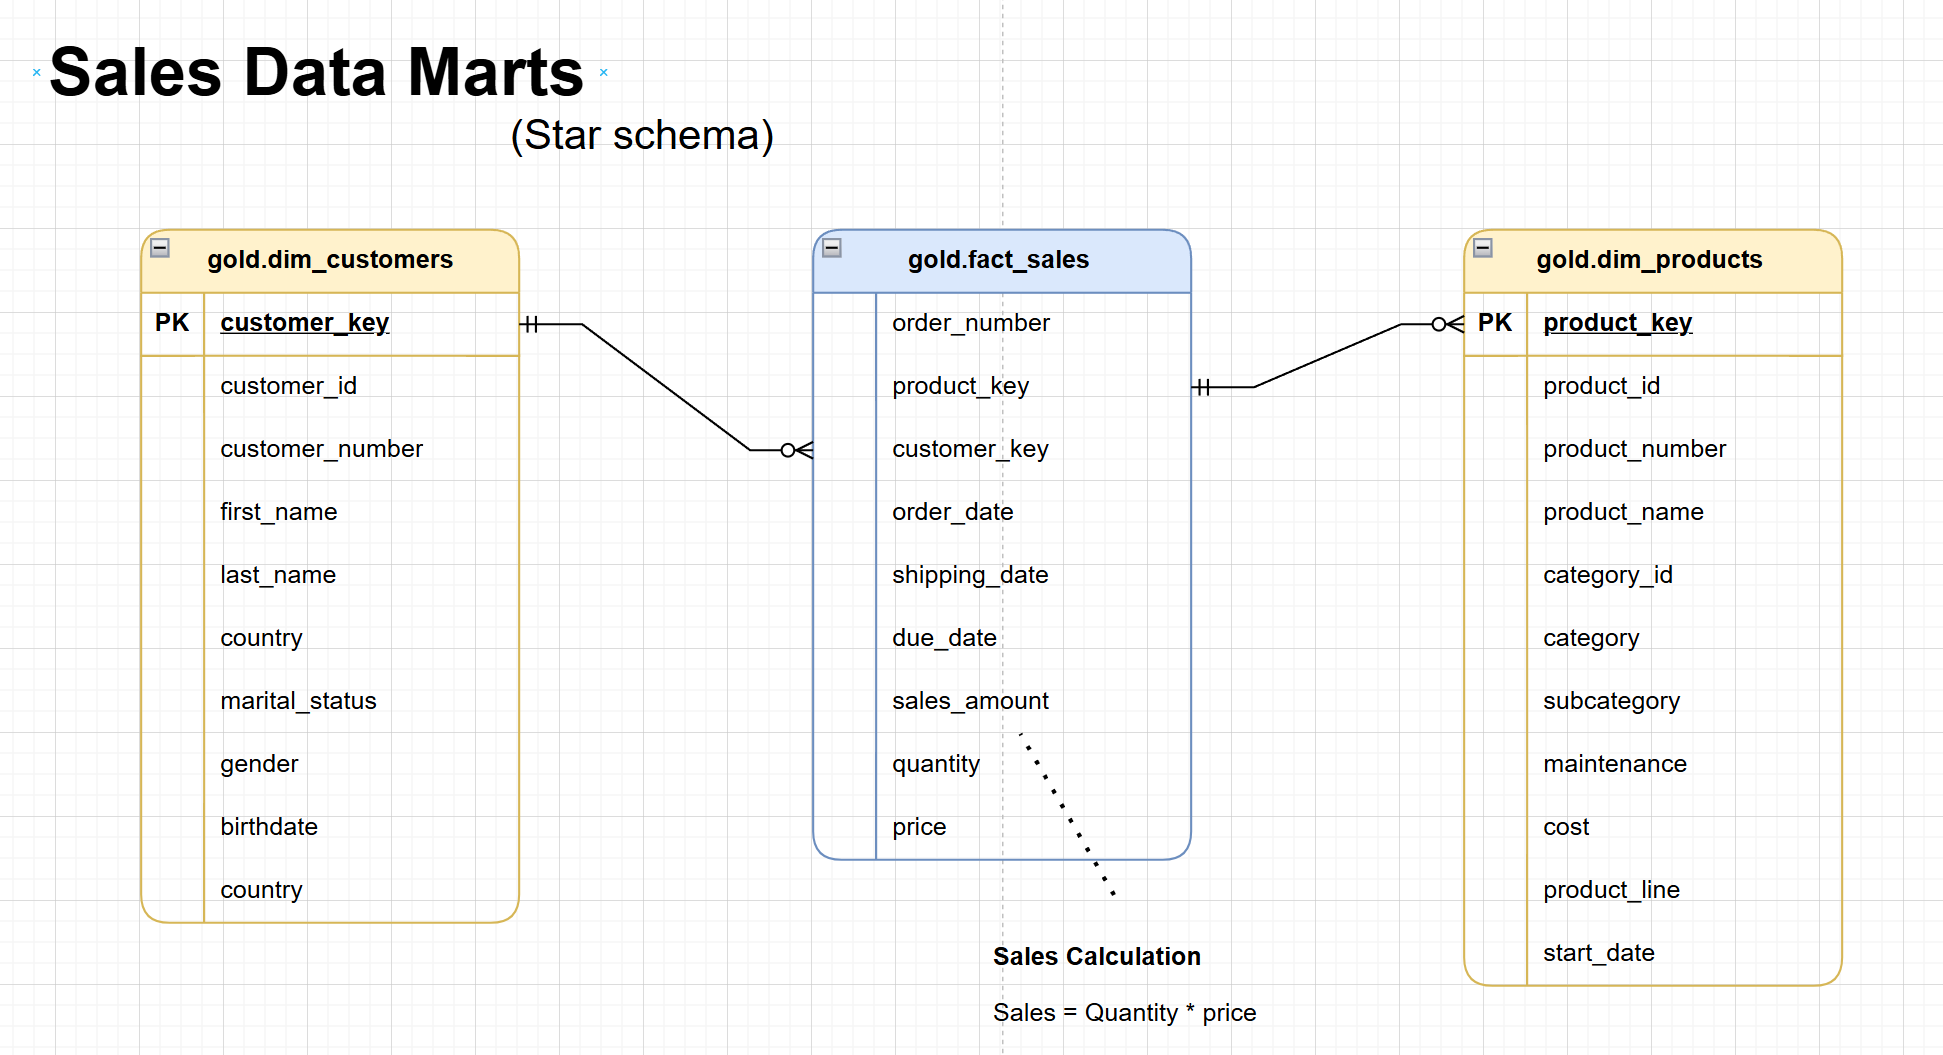 Sales Data Marts
(Star schema)
gold.dim_customers
PK customer_key
customer_id
customer_number
first_name
last_name
country
marital_status
gender
birthdate
country
gold.fact_sales
order_number
product_key
customer_key
order_date
shipping_date
due_date
sales_amount
quantity
price
gold.dim_products
PK product_key
product_id
product_number
product_name
category_id
category
subcategory
maintenance
cost
product_line
start_date
Sales Calculation
Sales = Quantity * price